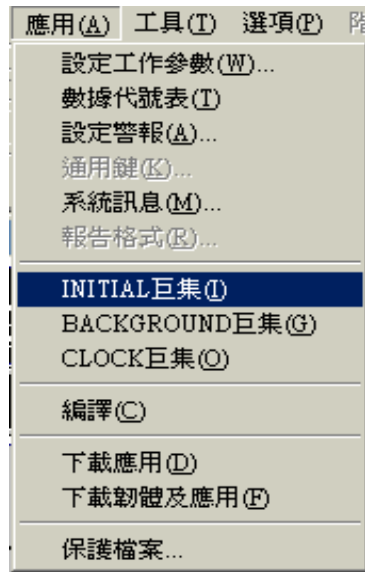 應用(A) 工具(T) 選項(P) 階
設定工作參數(W)...
數據代號表(T)
設定警報(A)...
通用鍵(K)...
系統訊息(M)...
報告格式(R)...
INITIAL巨集(I)
BACKGROUND巨集(G)
CLOCK巨集(O)
編譯(C)
下載應用(D)
下載韌體及應用(F)
保護檔案...